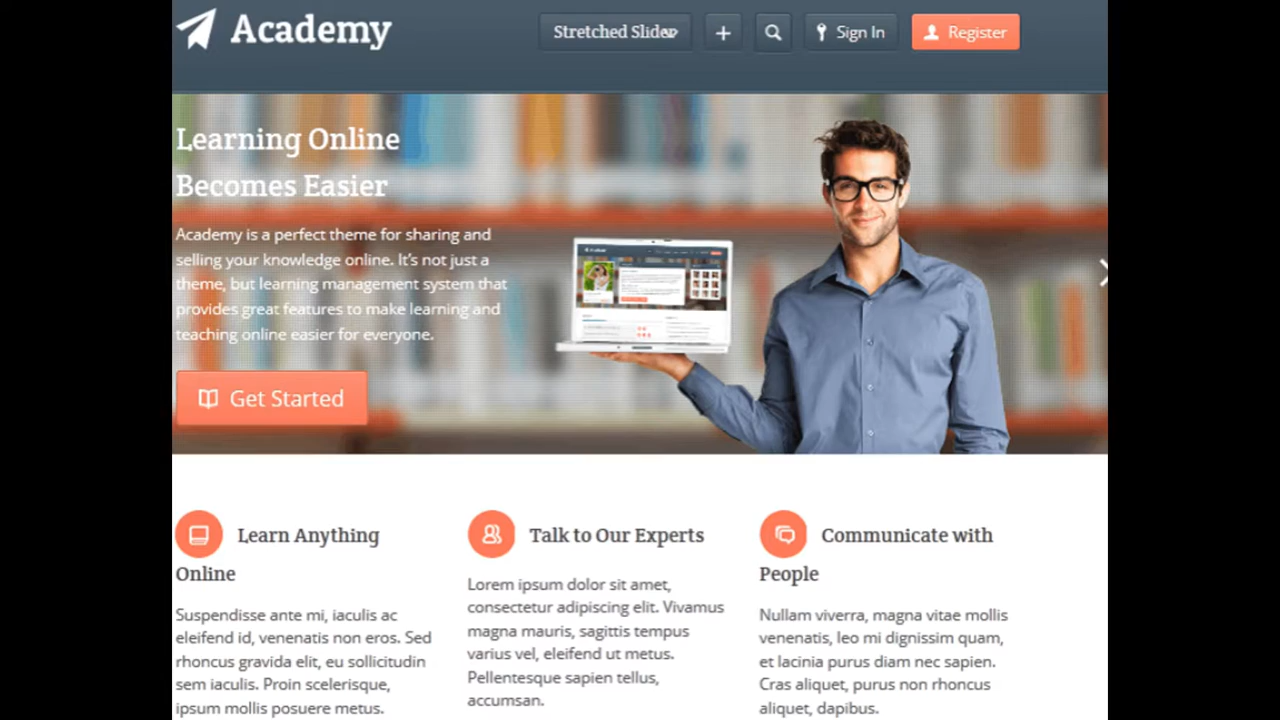 Academy
Stretched Slider
Sign In
Register
Learning Online
Becomes Easier
Academy is a perfect theme for sharing and
selling your knowledge online. It's not just a
theme, but learning management system that
provides great features to make learning and
teaching online easier for everyone.
Get Started
Learn Anything
Online
Suspendisse ante mi, iaculis ac
eleifend id, venenatis non eros. Sed
rhoncus gravida elit, eu sollicitudin
sem iaculis. Proin scelerisque,
ipsum mollis posuere metus.
Talk to Our Experts
Lorem ipsum dolor sit amet,
consectetur adipiscing elit. Vivamus
magna mauris, sagittis tempus
varius vel, eleifend ut metus.
Pellentesque sapien tellus,
accumsan.
Communicate with
People
Nullam viverra, magna vitae mollis
venenatis, leo mi dignissim quam,
et lacinia purus diam nec sapien.
Cras aliquet, purus non rhoncus
aliquet, dapibus.